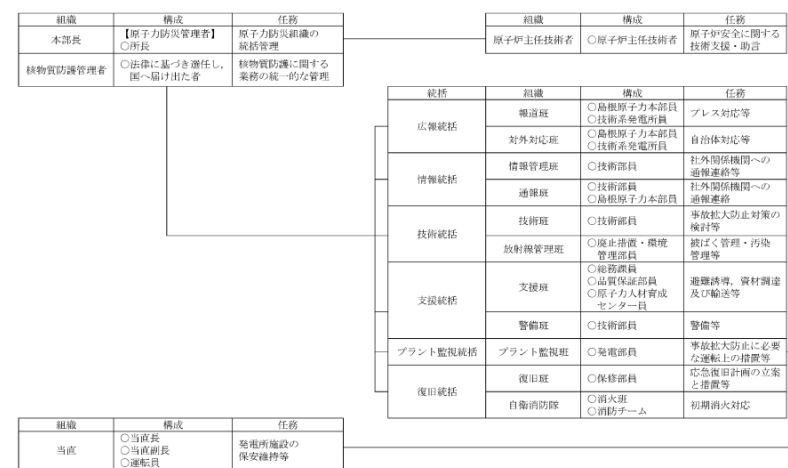 組織 構成 任務
本部長 【原子力防災管理者】 原子力防災組織の
○所長 統括管理
核物質防護管理者 ○法律に基づき選任し, 核物質防護に関する
国へ届け出た者 業務の統一的な管理
組織 構成 任務
原子炉主任技術者 ○原子炉主任技術者 原子炉安全に関する
技術支援・助言
統括 組織 構成 任務
広報統括 報道班 ○島根原子力本部員 プレス対応等
○技術系発電所員
対外対応班 ○島根原子力本部員 自治体対応等
○技術系発電所員
情報統括 情報管理班 ○技術部員 社外関係機関への
通報連絡等
通報班 ○技術部員 社外関係機関への
○島根原子力本部員 通報連絡
技術統括 技術班 ○技術部員 事故拡大防止対策の
検討等
放射線管理班 ○廃止措置・環境 被ばく管理・汚染
管理部員 管理等
支援統括 支援班 ○総務課員 避難誘導，資材調達
○品質保証部員 及び輸送等
○原子力人材育成
センター員
警備班 ○技術部員 警備等
プラント監視統括 プラント監視班 ○発電部員 事故拡大防止に必要
な運転上の措置等
復旧統括 復旧班 ○保修部員 応急復旧計画の立案
と措置等
自衛消防隊 ○消火班 初期消火対応
○消防チーム
組織 構成 任務
当直 ○当直長 発電所施設の
○当直副長 保安維持等
○運転員